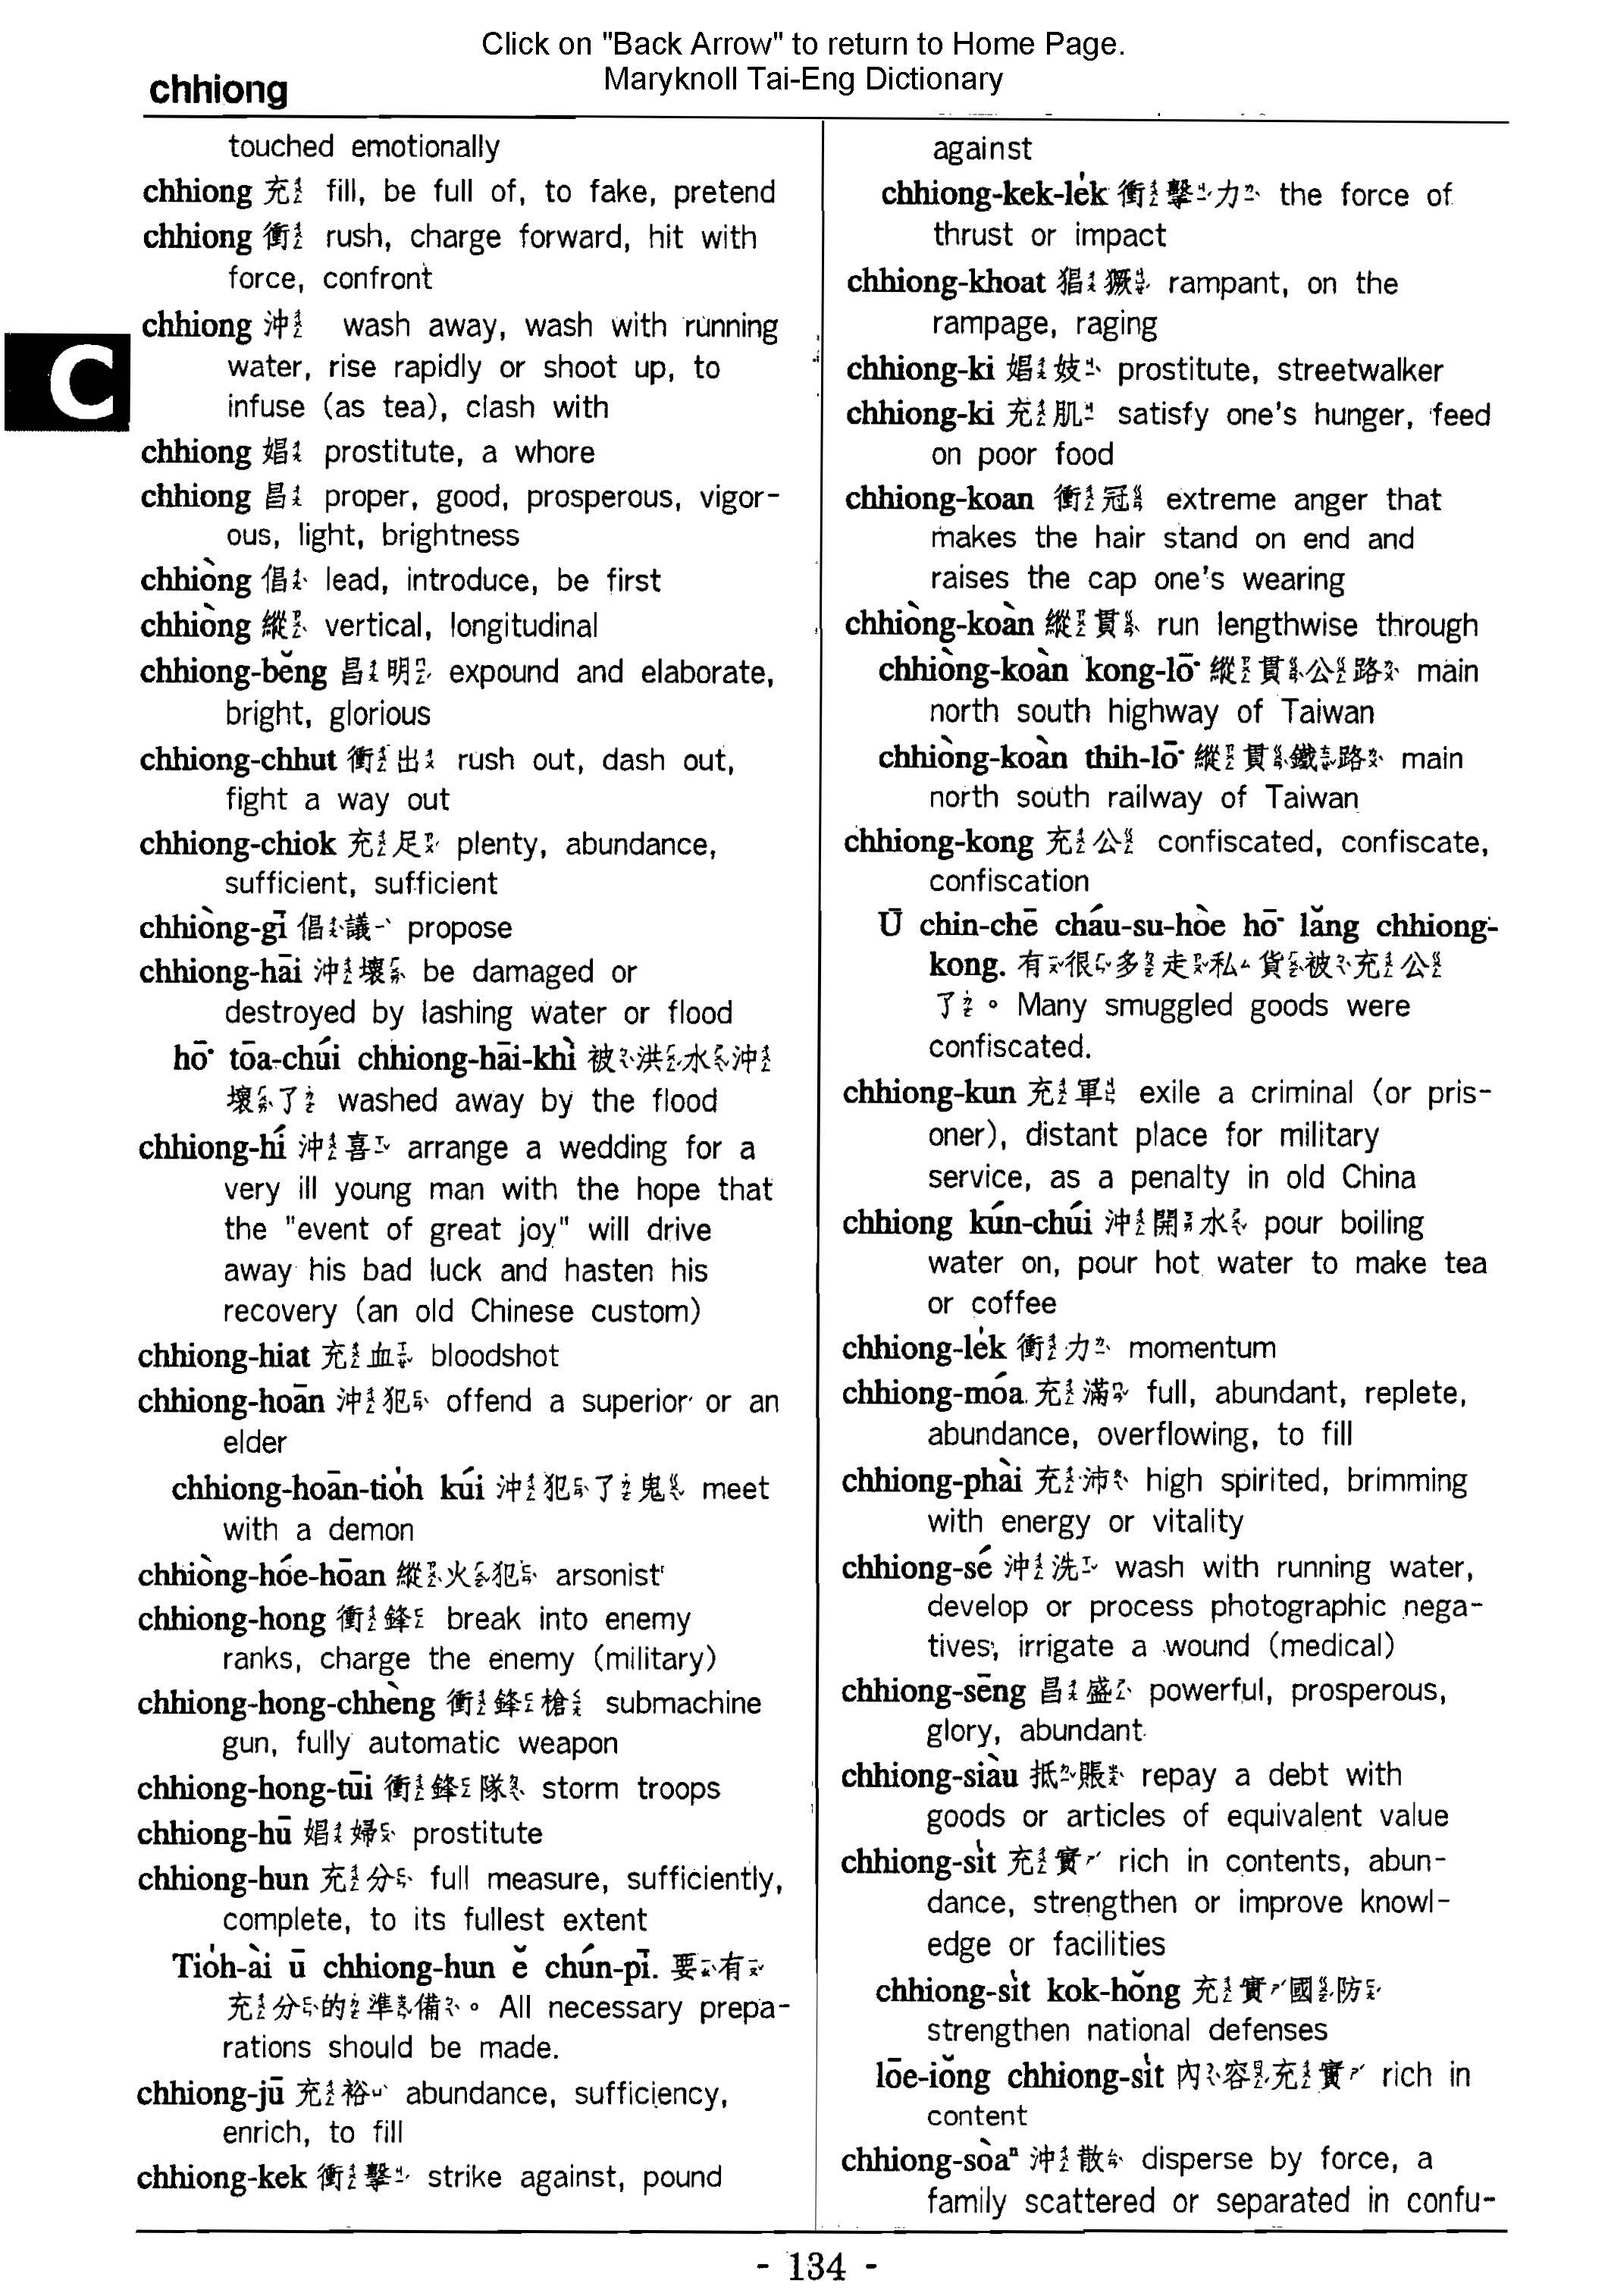 Click on "Back Arrow" to return to Home Page.
Maryknoll Tai-Eng Dictionary
chhiong
touched emotionally
chhiong 充 fill, be full of, to fake, pretend
chhiong 衝 rush, charge forward, hit with
force, confront
chhiong 沖 wash away, wash with running
water, rise rapidly or shoot up, to
infuse (as tea), clash with
chhiong 娼 prostitute, a whore
chhiong 昌 proper, good, prosperous, vigor-
ous, light, brightness
chhiòng 倡 lead, introduce, be first
chhiòng 縱 vertical, longitudinal
chhiong-bĕng 昌明 expound and elaborate,
bright, glorious
chhiong-chhut 衝出 rush out, dash out,
fight a way out
chhiong-chiok 充足 plenty, abundance,
sufficient, sufficient
chhiòng-gī 倡議 propose
chhiong-hāi 沖壞 be damaged or
destroyed by lashing water or flood
hō· tōa-chúi chhiong-hāi-khì 被洪水沖
壞了 washed away by the flood
chhiong-hí 沖喜 arrange a wedding for a
very ill young man with the hope that
the "event of great joy" will drive
away his bad luck and hasten his
recovery (an old Chinese custom)
chhiong-hiat 充血 bloodshot
chhiong-hoān 沖犯 offend a superior or an
elder
chhiong-hoān-tio̍h kúi 沖犯了鬼 meet
with a demon
chhiòng-hóe-hōan 縱火犯 arsonist
chhiong-hong 衝鋒 break into enemy
ranks, charge the enemy (military)
chhiong-hong-chhèng 衝鋒槍 submachine
gun, fully automatic weapon
chhiong-hong-tūi 衝鋒隊 storm troops
chhiong-hū 娼婦 prostitute
chhiong-hun 充分 full measure, sufficiently,
complete, to its fullest extent
Tio̍h-ài ū chhiong-hun ĕ chún-pī. 要有
充分的準備。 All necessary prepa-
rations should be made.
chhiong-jū 充裕 abundance, sufficiency,
enrich, to fill
chhiong-kek 衝擊 strike against, pound
against
chhiong-kek-le̍k 衝擊力 the force of
thrust or impact
chhiong-khoat 猖獗 rampant, on the
rampage, raging
chhiong-ki 娼妓 prostitute, streetwalker
chhiong-ki 充肌 satisfy one's hunger, feed
on poor food
chhiong-koan 衝冠 extreme anger that
makes the hair stand on end and
raises the cap one's wearing
chhiòng-koàn 縱貫 run lengthwise through
chhiòng-koàn kong-lō· 縱貫公路 main
north south highway of Taiwan
chhiòng-koàn thih-lō· 縱貫鐵路 main
north south railway of Taiwan
chhiong-kong 充公 confiscated, confiscate,
confiscation
Ū chin-chē cháu-su-hòe hō· lăng chhiong-
kong. 有很多走私貨被充公
了。 Many smuggled goods were
confiscated.
chhiong-kun 充軍 exile a criminal (or pris-
oner), distant place for military
service, as a penalty in old China
chhiong kún-chúi 沖開水 pour boiling
water on, pour hot water to make tea
or coffee
chhiong-le̍k 衝力 momentum
chhiong-móa 充滿 full, abundant, replete,
abundance, overflowing, to fill
chhiong-phài 充沛 high spirited, brimming
with energy or vitality
chhiong-sé 沖洗 wash with running water,
develop or process photographic nega-
tives, irrigate a wound (medical)
chhiong-sēng 昌盛 powerful, prosperous,
glory, abundant
chhiong-siàu 抵賬 repay a debt with
goods or articles of equivalent value
chhiong-si̍t 充實 rich in contents, abun-
dance, strengthen or improve knowl-
edge or facilities
chhiong-si̍t kok-hŏng 充實國防
strengthen national defenses
lōe-iŏng chhiong-si̍t 內容充實 rich in
content
chhiong-sòaⁿ 沖散 disperse by force, a
family scattered or separated in confu-
C
- 134 -